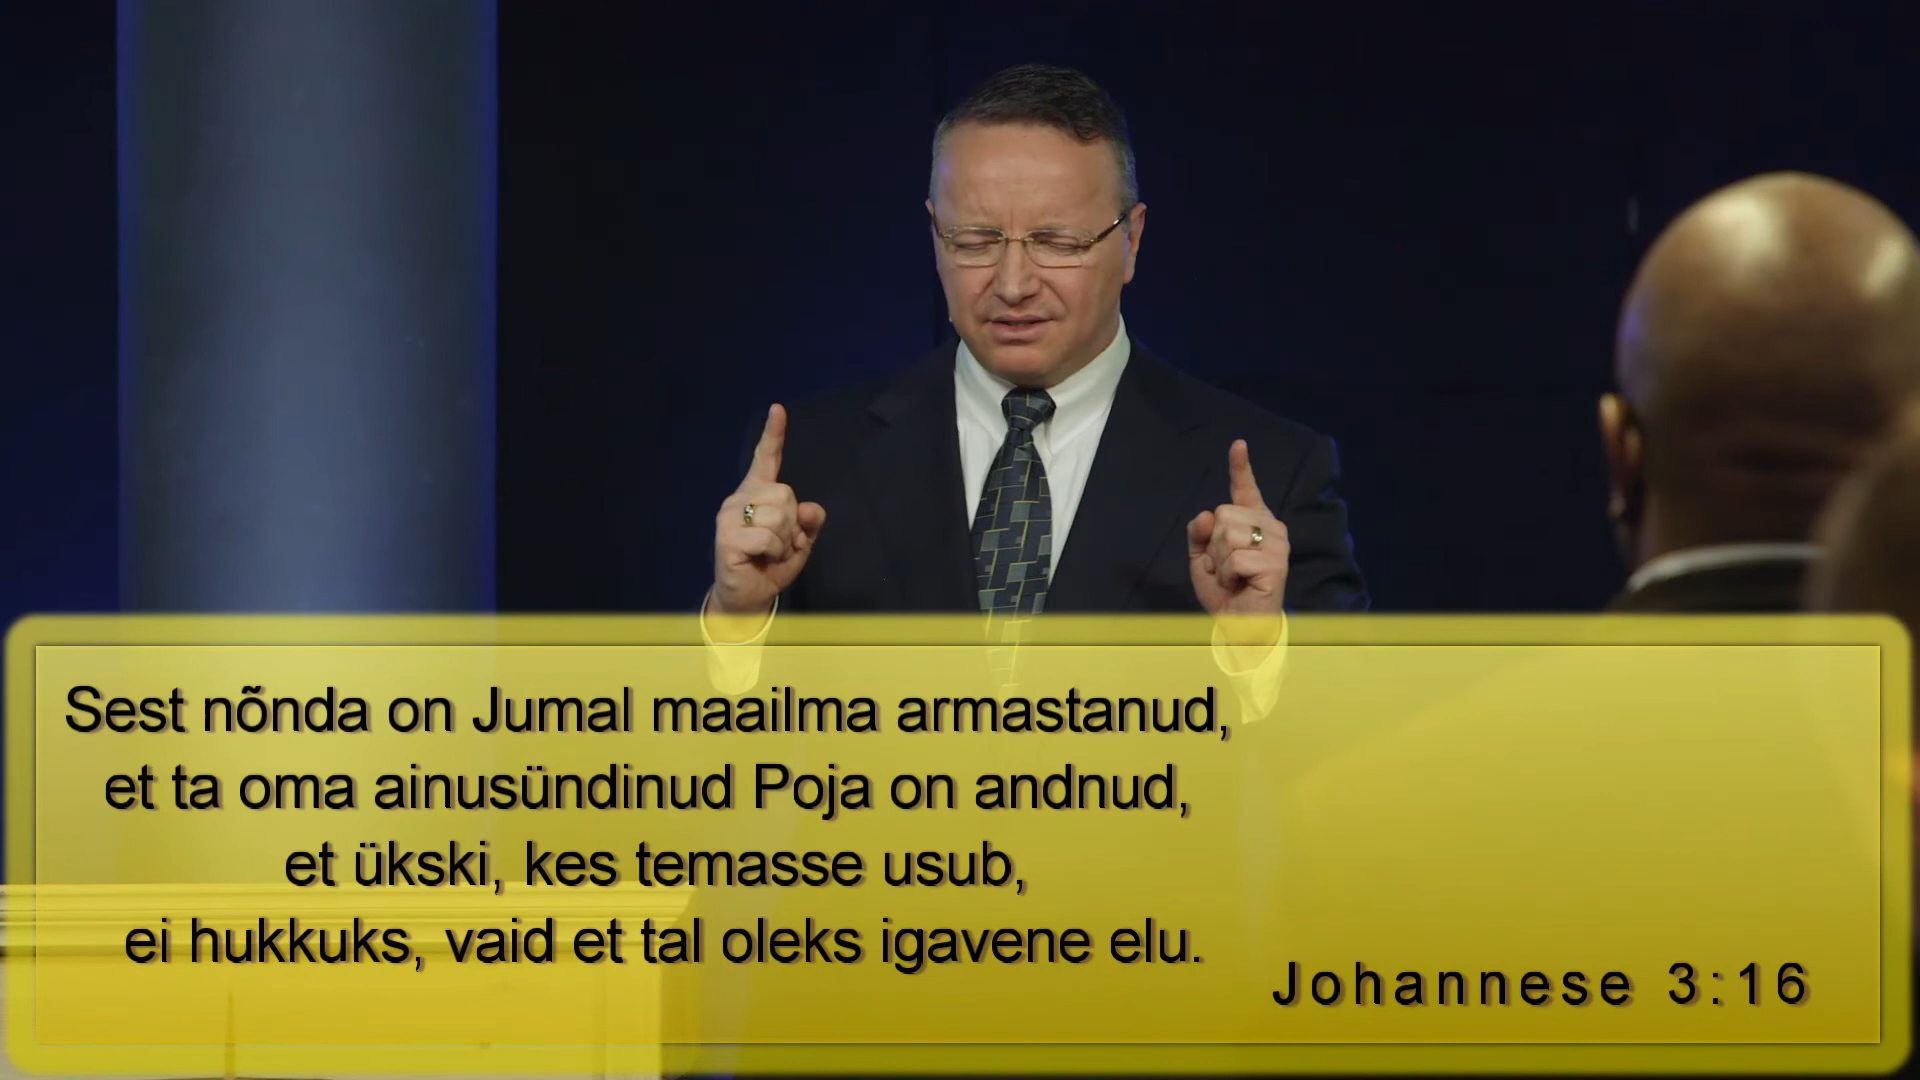 Sest nõnda on Jumal maailma armastanud,
et ta oma ainusündinud Poja on andnud,
et ükski, kes temasse usub,
ei hukkuks, vaid et tal oleks igavene elu.
Johannese 3:16